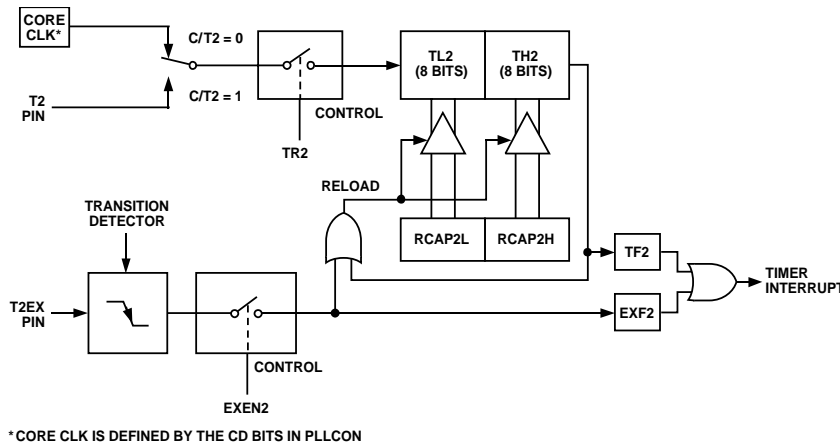 CORE
CLK*
C/T2 = 0
TL2
(8 BITS)
TH2
(8 BITS)
T2
PIN
C/T2 = 1
CONTROL
TR2
RELOAD
TRANSITION
DETECTOR
RCAP2L
RCAP2H
TF2
TIMER
INTERRUPT
T2EX
PIN
EXF2
CONTROL
EXEN2
*CORE CLK IS DEFINED BY THE CD BITS IN PLLCON